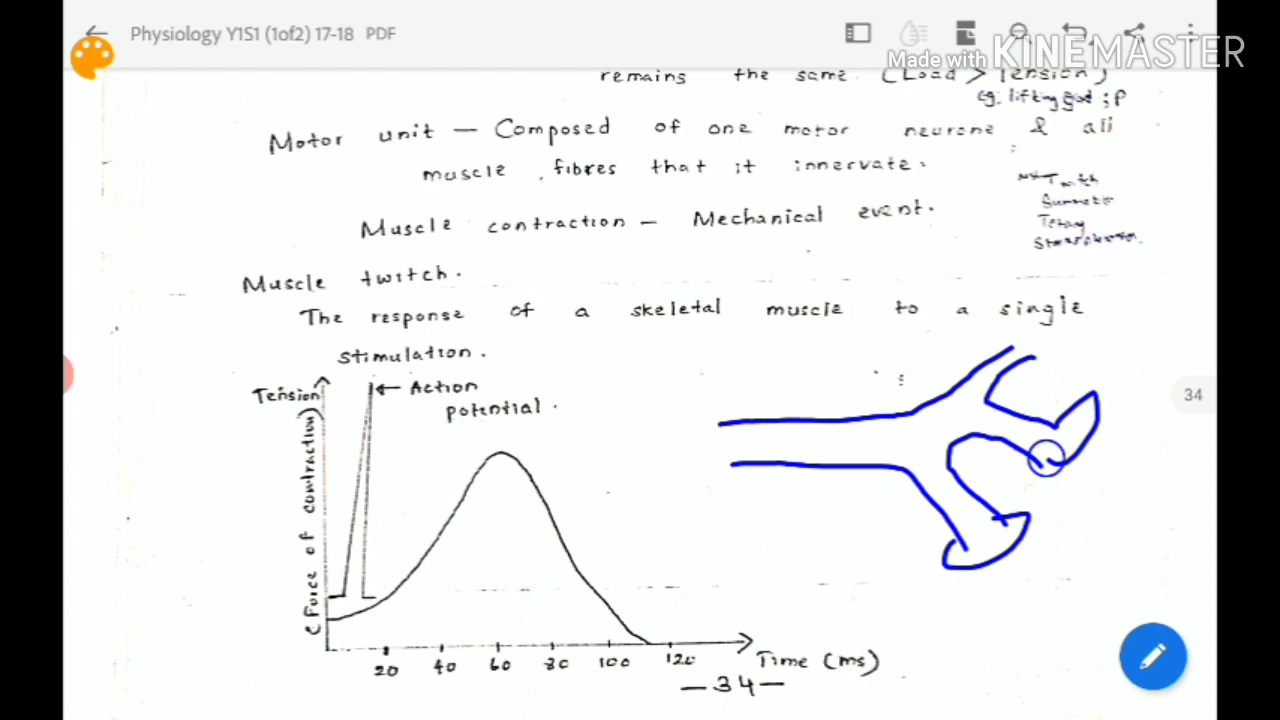 Physiology Y1S1 (1of2) 17-18 PDF
Made with KINEMASTER
remains the same. (Load > Tension)
eg: lifting
Motor unit — Composed of one motor neurone & all
muscle fibres that it innervate.
Muscle contraction — Mechanical event.
Twitch
Muscle twitch.
The response of a skeletal muscle to a single
stimulation.
Tension
(Force of contraction)
← Action
potential.
34
20 40 60 80 100 120
Time (ms)
—34—